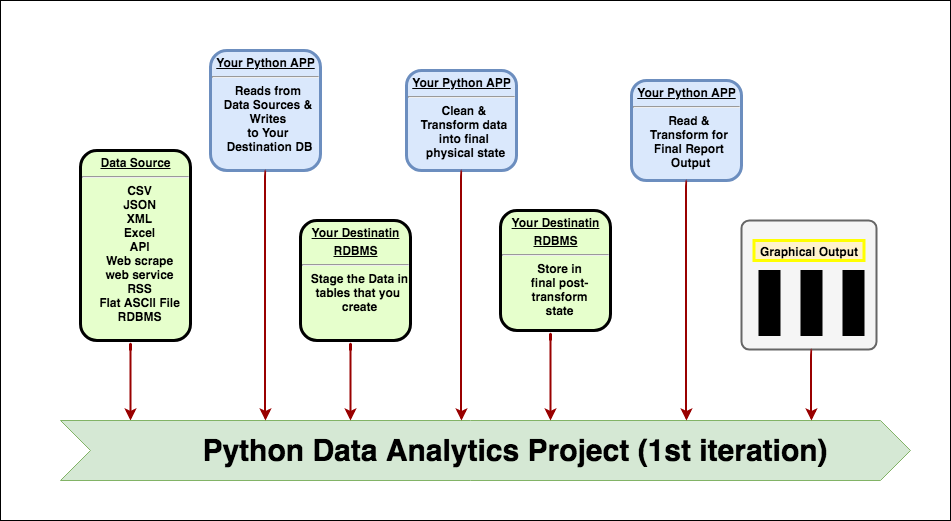 Data Source
CSV
JSON
XML
Excel
API
Web scrape
web service
RSS
Flat ASCII File
RDBMS
Your Python APP
Reads from
Data Sources &
Writes
to Your
Destination DB
Your Destinatin
RDBMS
Stage the Data in
tables that you
create
Your Python APP
Clean &
Transform data
into final
physical state
Your Destinatin
RDBMS
Store in
final post-
transform
state
Your Python APP
Read &
Transform for
Final Report
Output
Graphical Output
Python Data Analytics Project (1st iteration)